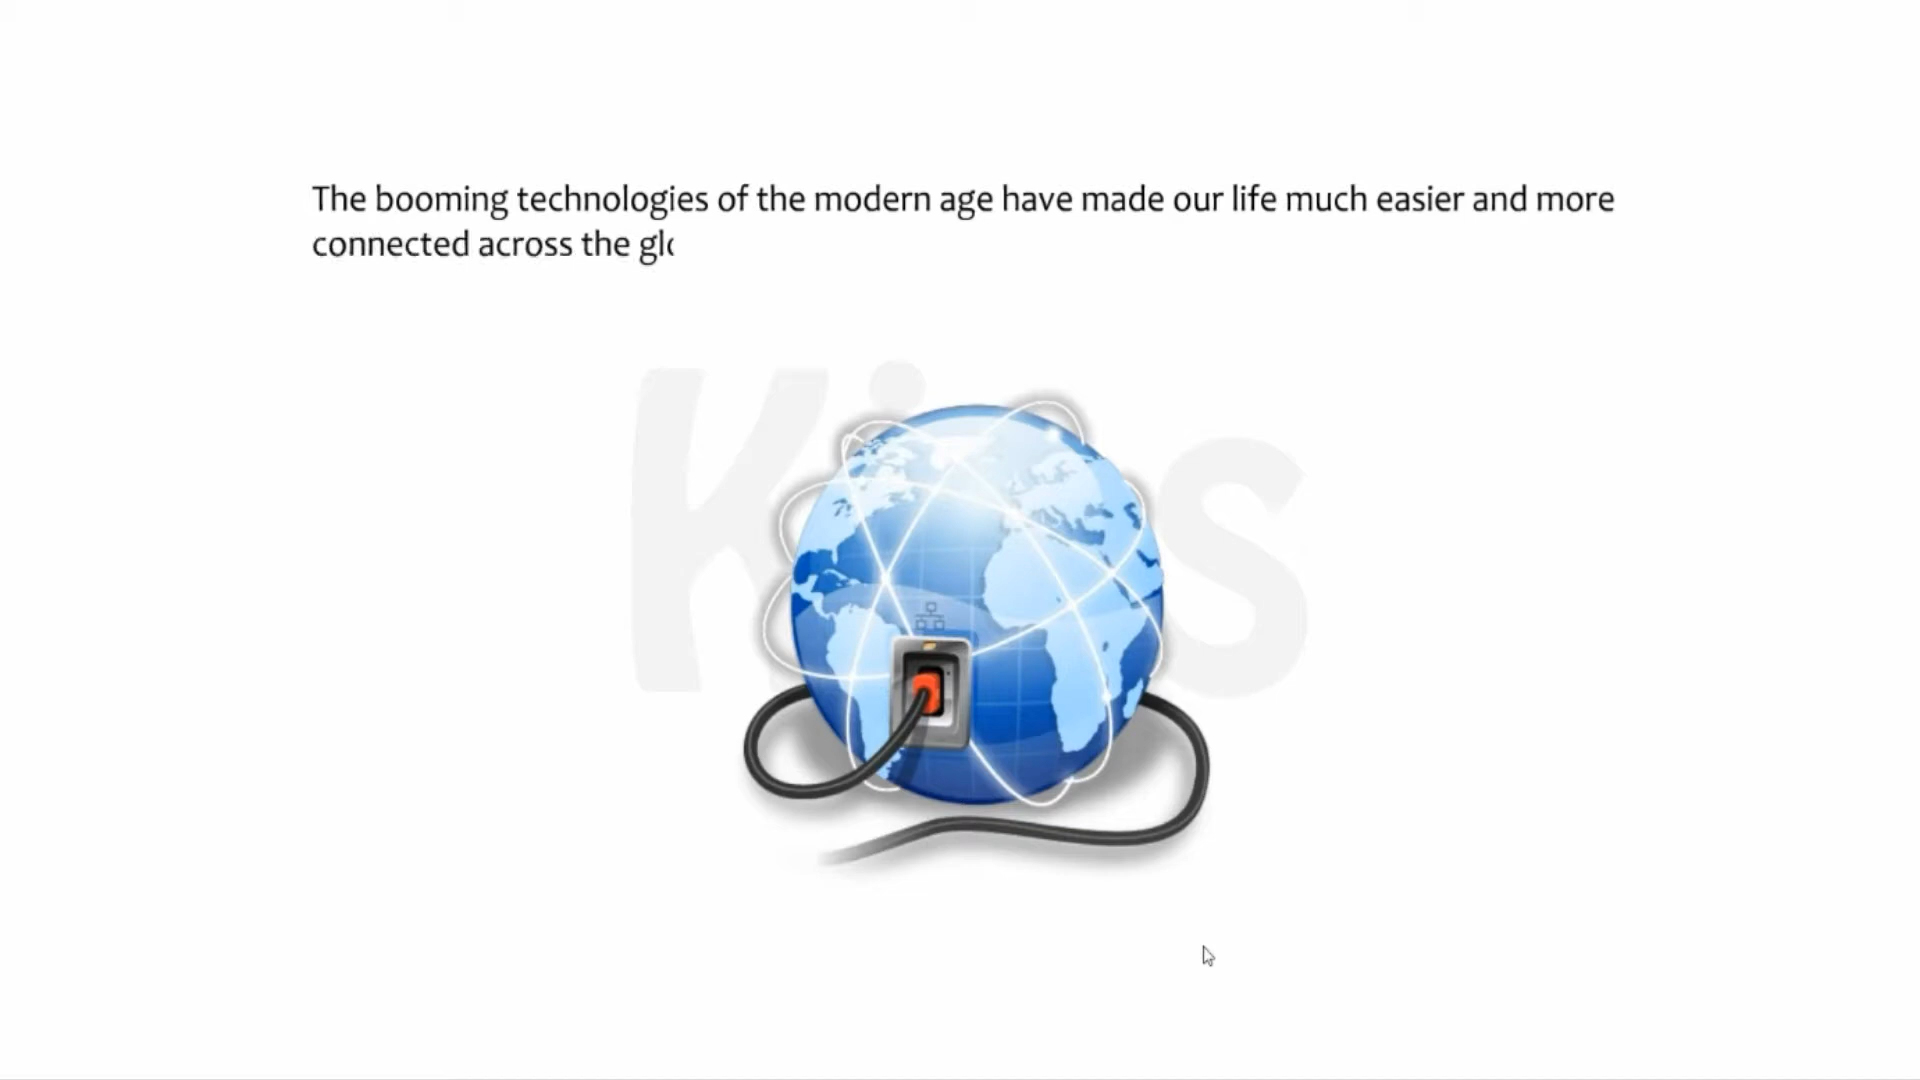 The booming technologies of the modern age have made our life much easier and more
connected across the